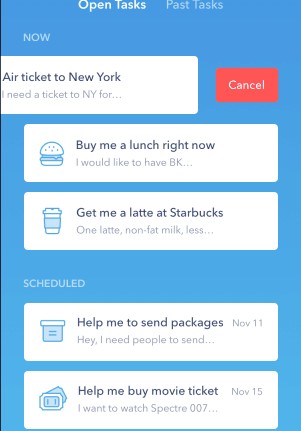 Open Tasks Past Tasks
NOW
Air ticket to New York
I need a ticket to NY for...
Cancel
Buy me a lunch right now
I would like to have BK...
Get me a latte at Starbucks
One latte, non-fat milk, less...
SCHEDULED
Help me to send packages Nov 11
Hey, I need people to send...
Help me buy movie ticket Nov 15
I want to watch Spectre 007...